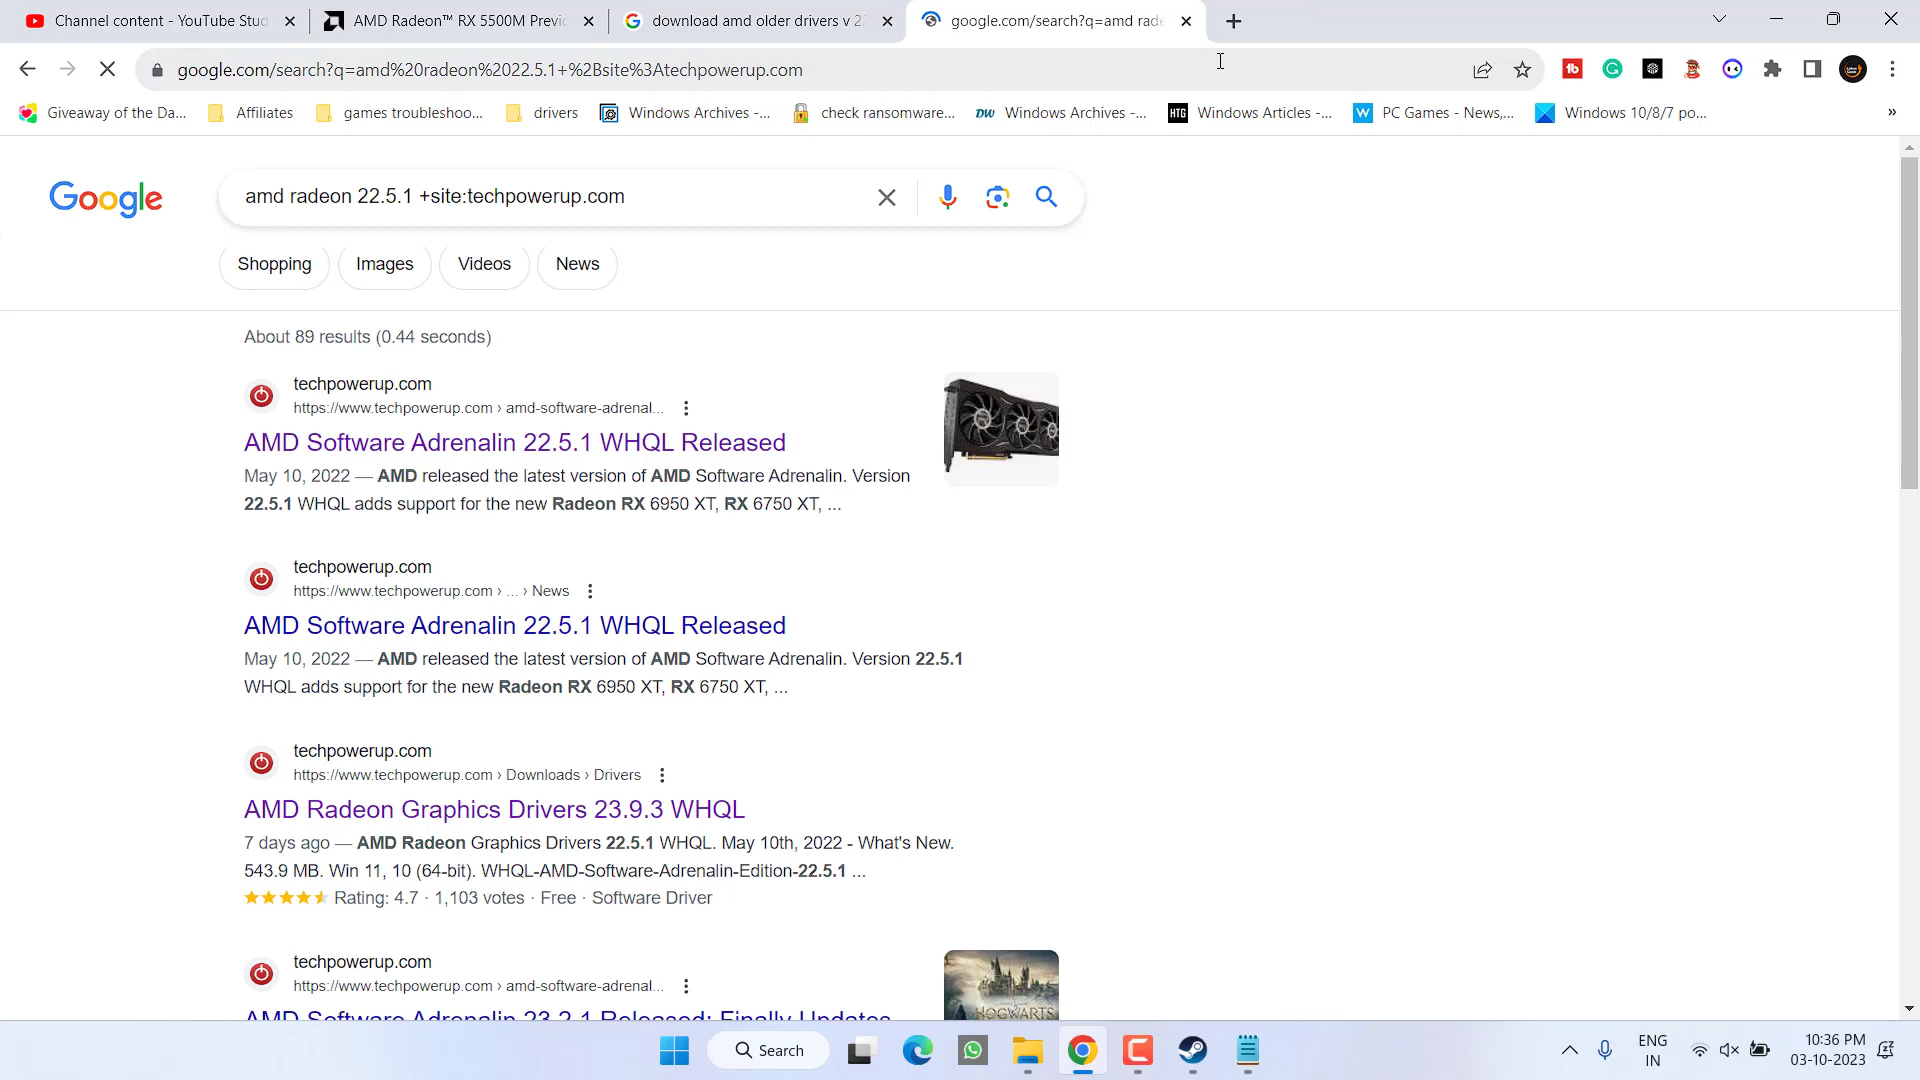 Channel content - YouTube Stud
AMD Radeon™ RX 5500M Previo
download amd older drivers v 22
google.com/search?q=amd rade
google.com/search?q=amd%20radeon%2022.5.1+%2Bsite%3Atechpowerup.com
Giveaway of the Da...
Affiliates
games troubleshoo...
drivers
Windows Archives -...
check ransomware...
DW Windows Archives -...
HTG Windows Articles -...
W PC Games - News,...
Windows 10/8/7 po...
»
Google
amd radeon 22.5.1 +site:techpowerup.com
Shopping
Images
Videos
News
About 89 results (0.44 seconds)
techpowerup.com
https://www.techpowerup.com › amd-software-adrenal...
AMD Software Adrenalin 22.5.1 WHQL Released
May 10, 2022 — AMD released the latest version of AMD Software Adrenalin. Version
22.5.1 WHQL adds support for the new Radeon RX 6950 XT, RX 6750 XT, ...
techpowerup.com
https://www.techpowerup.com › ... › News
AMD Software Adrenalin 22.5.1 WHQL Released
May 10, 2022 — AMD released the latest version of AMD Software Adrenalin. Version 22.5.1
WHQL adds support for the new Radeon RX 6950 XT, RX 6750 XT, ...
techpowerup.com
https://www.techpowerup.com › Downloads › Drivers
AMD Radeon Graphics Drivers 23.9.3 WHQL
7 days ago — AMD Radeon Graphics Drivers 22.5.1 WHQL. May 10th, 2022 - What's New.
543.9 MB. Win 11, 10 (64-bit). WHQL-AMD-Software-Adrenalin-Edition-22.5.1 ...
Rating: 4.7 · 1,103 votes · Free · Software Driver
techpowerup.com
https://www.techpowerup.com › amd-software-adrenal...
AMD Software Adrenalin 23.2.1 Released: Finally Updates
HOGWARTS
Search
ENG
IN
10:36 PM
03-10-2023